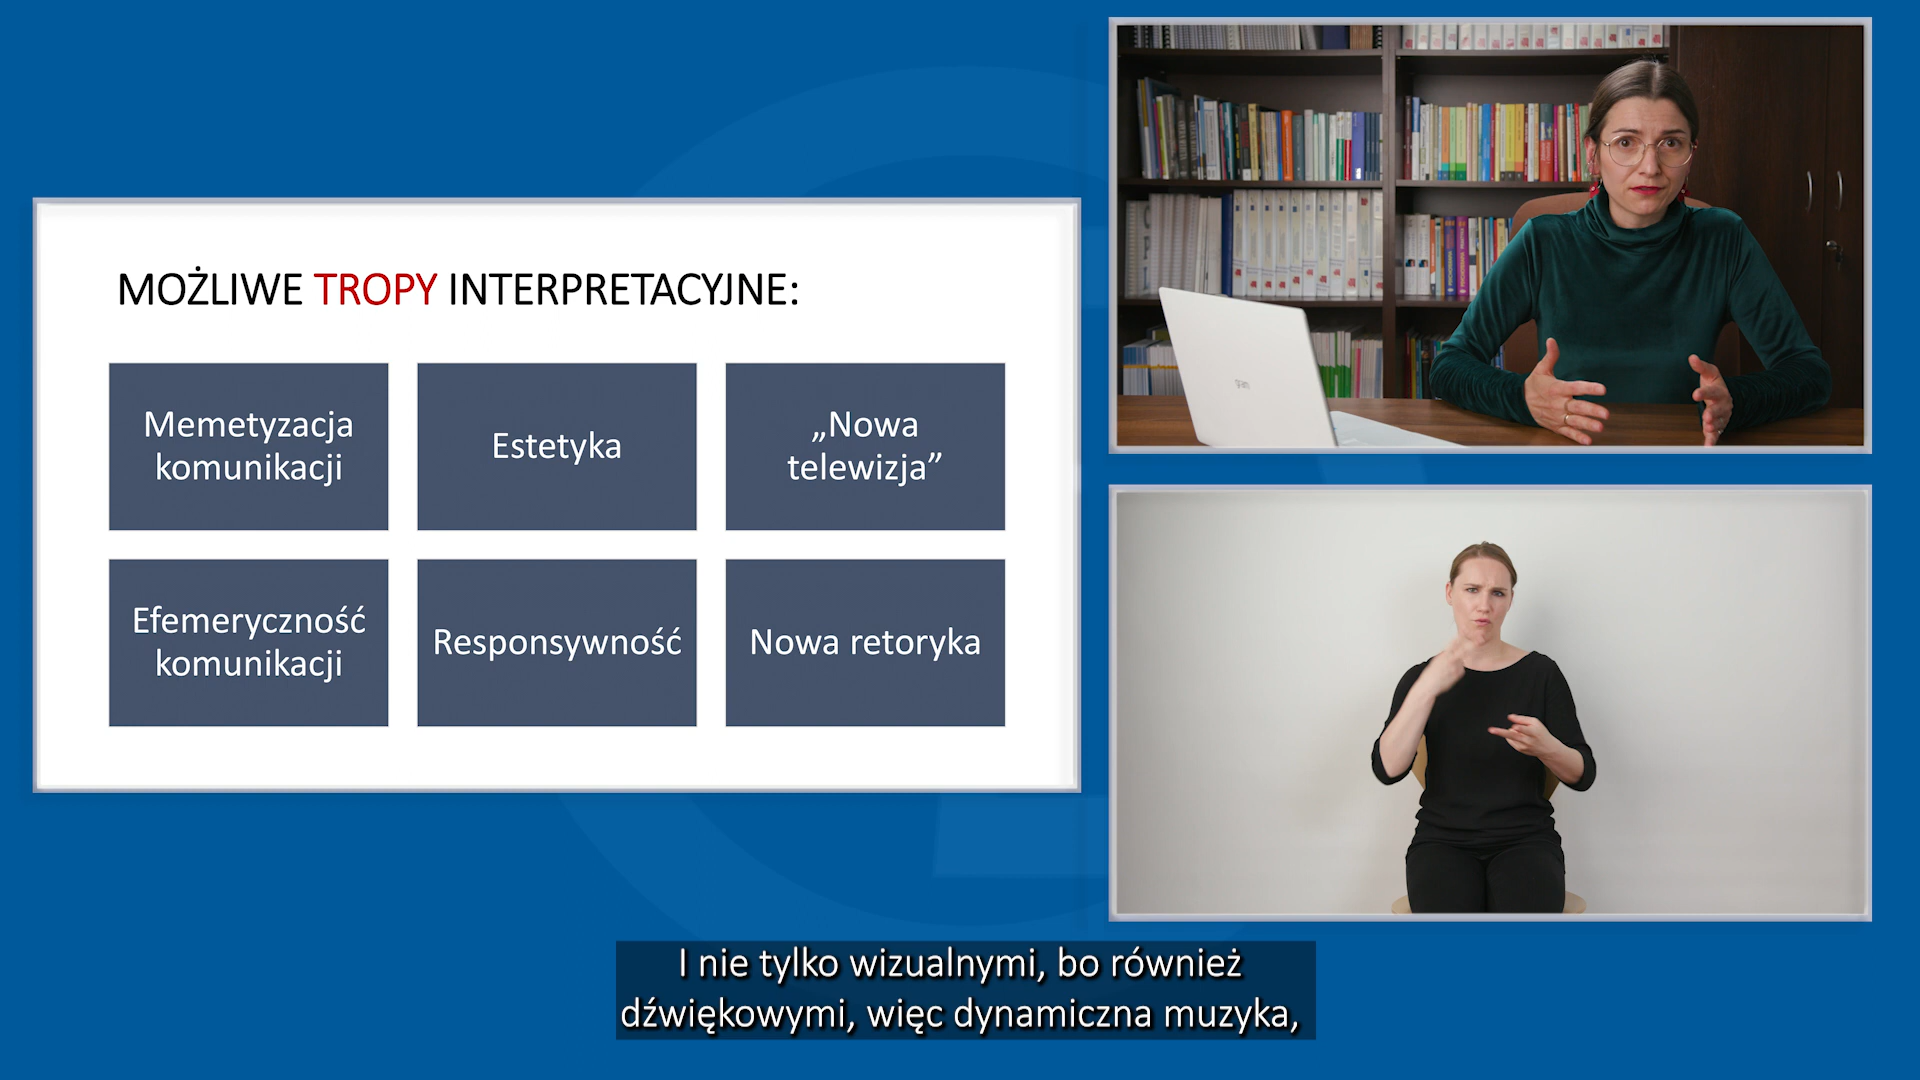 MOŻLIWE TROPY INTERPRETACYJNE:
Memetyzacja
komunikacji
Estetyka
„Nowa
telewizja”
Efemeryczność
komunikacji
Responsywność
Nowa retoryka
I nie tylko wizualnymi, bo również
dźwiękowymi, więc dynamiczna muzyka,